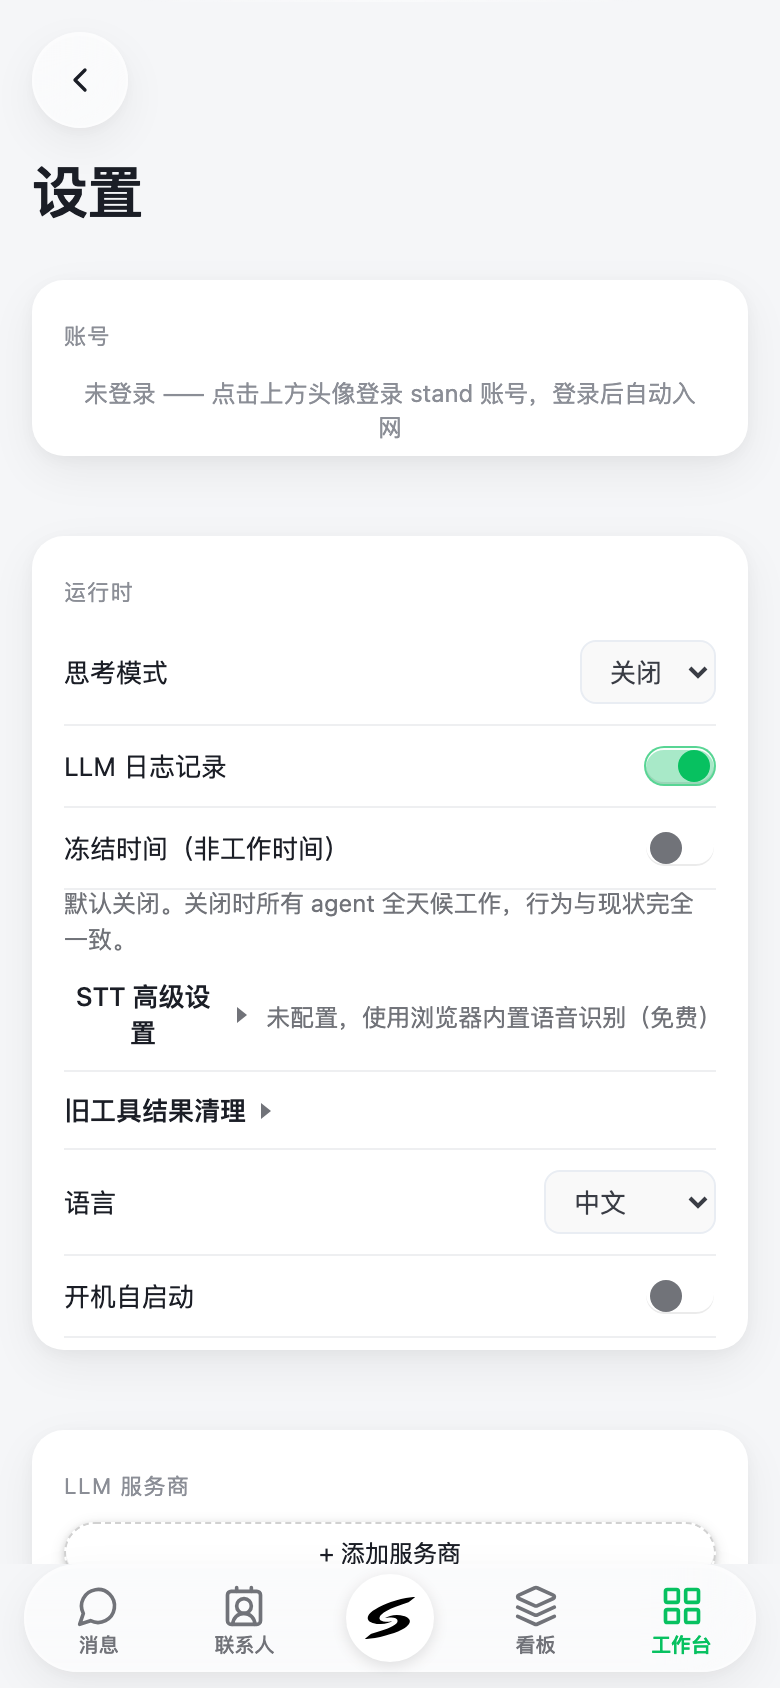 设置
账号
未登录 —— 点击上方头像登录 stand 账号，登录后自动入
网
运行时
思考模式
关闭
LLM 日志记录
冻结时间（非工作时间）
默认关闭。关闭时所有 agent 全天候工作，行为与现状完全
一致。
STT 高级设
置
未配置，使用浏览器内置语音识别（免费）
旧工具结果清理
语言
中文
开机自启动
LLM 服务商
+ 添加服务商
消息
联系人
看板
工作台